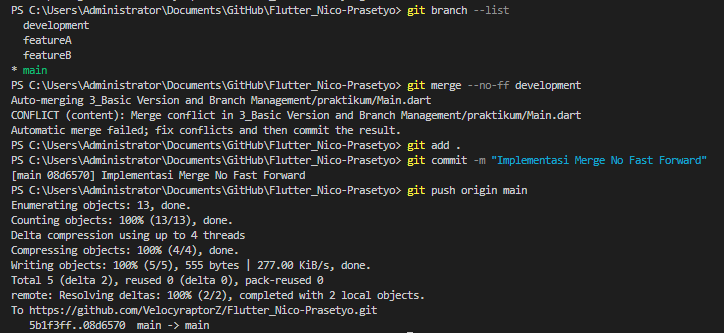 PS C:\Users\Administrator\Documents\GitHub\Flutter_Nico-Prasetyo> git branch --list
  development
  featureA
  featureB
* main
PS C:\Users\Administrator\Documents\GitHub\Flutter_Nico-Prasetyo> git merge --no-ff development
Auto-merging 3_Basic Version and Branch Management/praktikum/Main.dart
CONFLICT (content): Merge conflict in 3_Basic Version and Branch Management/praktikum/Main.dart
Automatic merge failed; fix conflicts and then commit the result.
PS C:\Users\Administrator\Documents\GitHub\Flutter_Nico-Prasetyo> git add .
PS C:\Users\Administrator\Documents\GitHub\Flutter_Nico-Prasetyo> git commit -m "Implementasi Merge No Fast Forward"
[main 08d6570] Implementasi Merge No Fast Forward
PS C:\Users\Administrator\Documents\GitHub\Flutter_Nico-Prasetyo> git push origin main
Enumerating objects: 13, done.
Counting objects: 100% (13/13), done.
Delta compression using up to 4 threads
Compressing objects: 100% (4/4), done.
Writing objects: 100% (5/5), 555 bytes | 277.00 KiB/s, done.
Total 5 (delta 2), reused 0 (delta 0), pack-reused 0
remote: Resolving deltas: 100% (2/2), completed with 2 local objects.
To https://github.com/VelocyraptorZ/Flutter_Nico-Prasetyo.git
   5b1f3ff..08d6570  main -> main